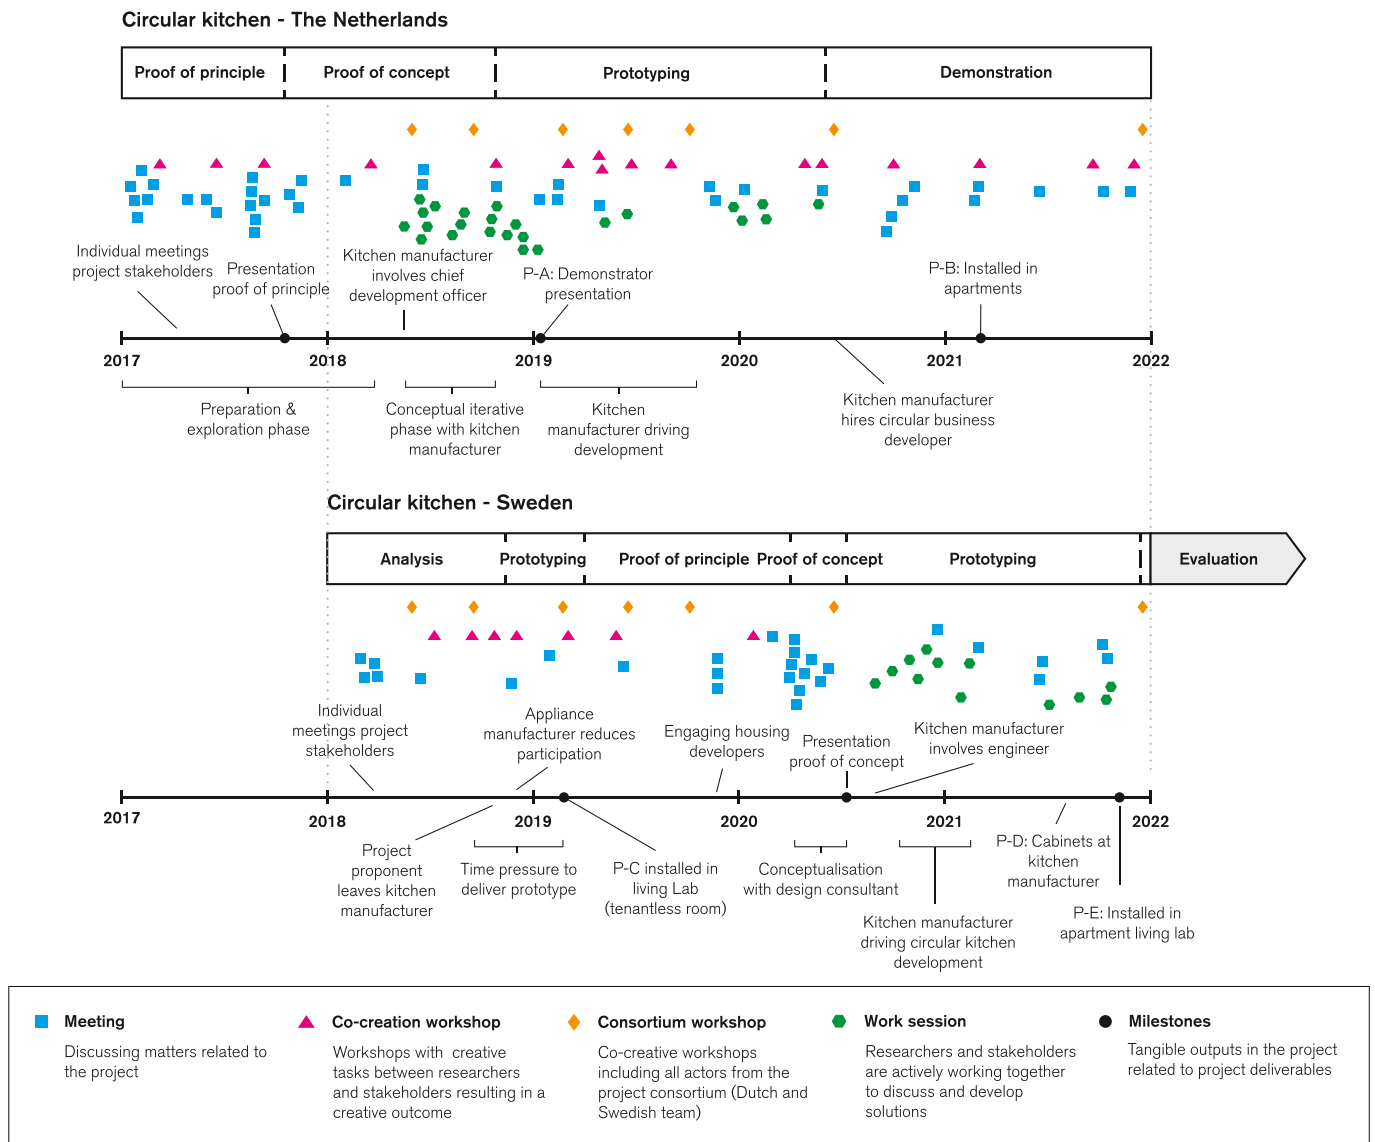 Circular kitchen - The Netherlands
Proof of principle
Proof of concept
Prototyping
Demonstration
Individual meetings
project stakeholders
Presentation
proof of principle
Kitchen manufacturer
involves chief
development officer
P-A: Demonstrator
presentation
P-B: Installed in
apartments
2017
2018
2019
2020
2021
2022
Preparation &
exploration phase
Conceptual iterative
phase with kitchen
manufacturer
Kitchen
manufacturer driving
development
Kitchen manufacturer
hires circular business
developer
Circular kitchen - Sweden
Analysis
Prototyping
Proof of principle
Proof of concept
Prototyping
Evaluation
Individual
meetings project
stakeholders
Appliance
manufacturer reduces
participation
Engaging housing
developers
Presentation
proof of concept
Kitchen manufacturer
involves engineer
2017
2018
2019
2020
2021
2022
Project
proponent
leaves kitchen
manufacturer
Time pressure to
deliver prototype
P-C installed in
living Lab
(tenantless room)
Conceptualisation
with design consultant
Kitchen manufacturer
driving circular kitchen
development
P-D: Cabinets at
kitchen
manufacturer
P-E: Installed in
apartment living lab
Meeting
Discussing matters related to
the project
Co-creation workshop
Workshops with creative
tasks between researchers
and stakeholders resulting in a
creative outcome
Consortium workshop
Co-creative workshops
including all actors from the
project consortium (Dutch and
Swedish team)
Work session
Researchers and stakeholders
are actively working together
to discuss and develop
solutions
Milestones
Tangible outputs in the project
related to project deliverables